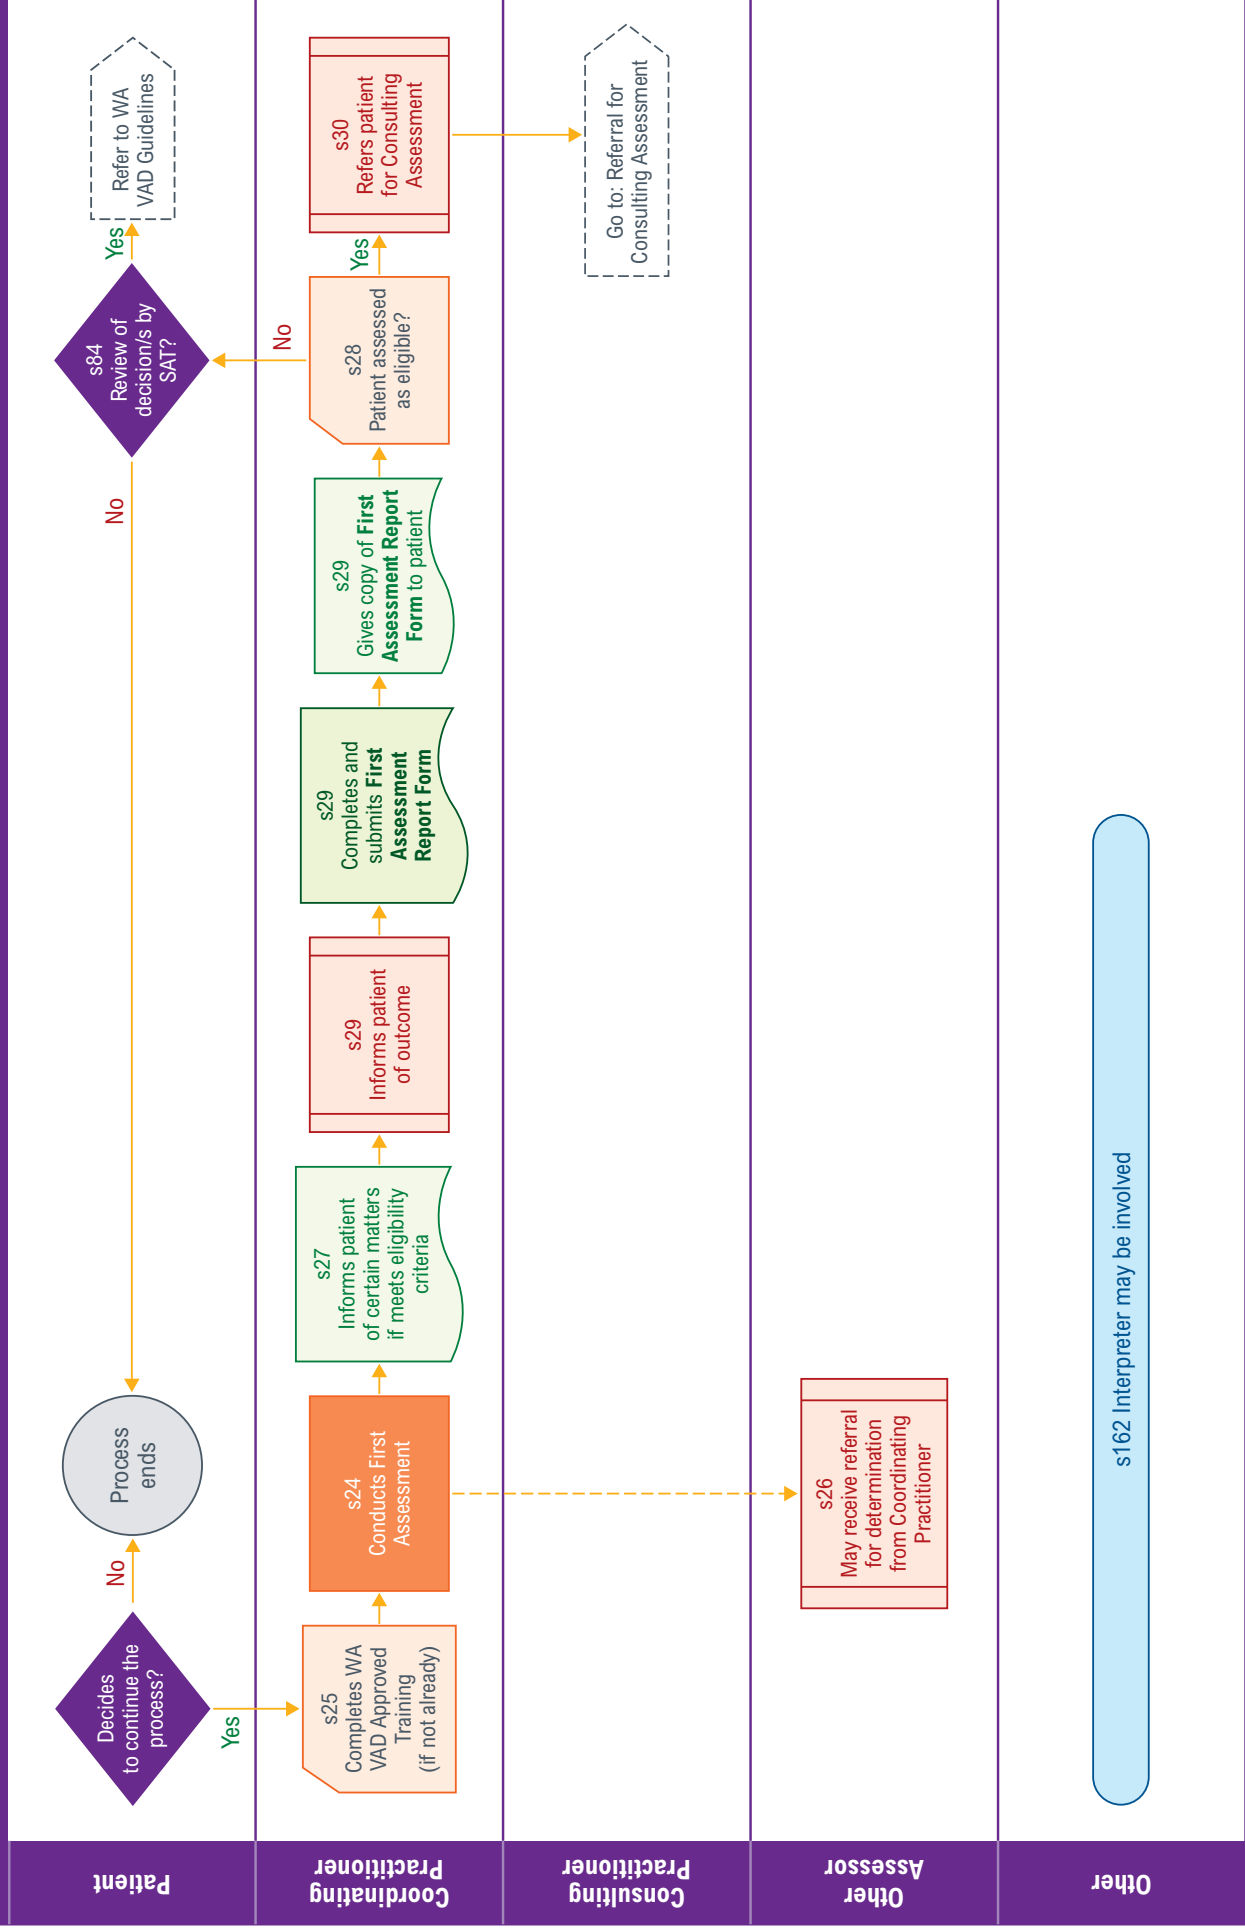 Patient
Decides
to continue the
process?
No
Yes
Process
ends
No
s84
Review of
decision/s by
SAT?
Yes
Refer to WA
VAD Guidelines
Coordinating
Practitioner
s25
Completes WA
VAD Approved
Training
(if not already)
s24
Conducts First
Assessment
s27
Informs patient
of certain matters
if meets eligibility
criteria
s29
Informs patient
of outcome
s29
Completes and
submits First
Assessment
Report Form
s29
Gives copy of First
Assessment Report
Form to patient
s28
Patient assessed
as eligible?
No
Yes
s30
Refers patient
for Consulting
Assessment
Consulting
Practitioner
Go to: Referral for
Consulting Assessment
Other
Assessor
s26
May receive referral
for determination
from Coordinating
Practitioner
Other
s162 Interpreter may be involved